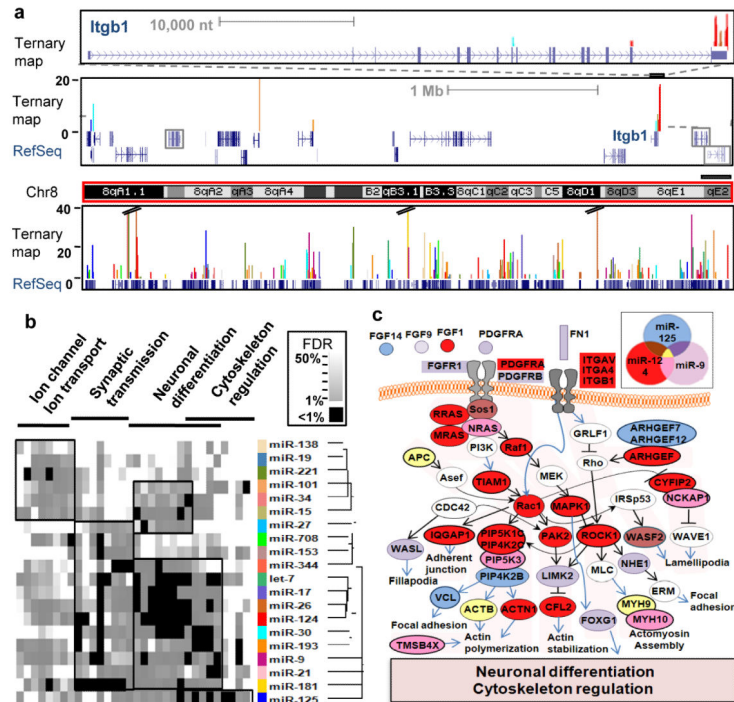 a
Itgb1
10,000 nt
Ternary
map
20
Ternary
map
0
RefSeq
1 Mb
Itgb1
Chr8
8qA1.1
8qA2
qA3
8qA4
B2
qB3.1
B3.3
8qC1
qC2
qC3
C5
8qD1
8qD3
8qE1
qE2
40
Ternary
map
20
RefSeq
0
b
Ion channel
Ion transport
Synaptic
transmission
Neuronal
differentiation
Cytoskeleton
regulation
FDR
50%
1%
<1%
miR-138
miR-19
miR-221
miR-101
miR-34
miR-15
miR-27
miR-708
miR-153
miR-344
let-7
miR-17
miR-26
miR-124
miR-30
miR-193
miR-9
miR-21
miR-181
miR-125
c
FGF14
FGF9
FGF1
PDGFRA
FN1
miR-
125
miR-12
4
miR-9
FGFR1
PDGFRA
PDGFRB
ITGAV
ITGA4
ITGB1
RRAS
Sos1
MRAS
NRAS
GRLF1
ARHGEF7
ARHGEF12
APC
PI3K
Raf1
Rho
ARHGEF
Asef
TIAM1
MEK
CYFIP2
NCKAP1
CDC42
Rac1
MAPK1
IRSp53
WASL
IQGAP1
PIP5K1C
PIP4K2C
PAK2
ROCK1
WASF2
WAVE1
Fillapodia
Adherent
junction
PIP5K3
PIP4K2B
LIMK2
MLC
NHE1
Lamellipodia
VCL
ACTB
ACTN1
CFL2
MYH9
ERM
Focal
adhesion
Focal adhesion
FOXG1
MYH10
Actomyosin
Assembly
TMSB4X
Actin
polymerization
Actin
stabilization
Neuronal differentiation
Cytoskeleton regulation